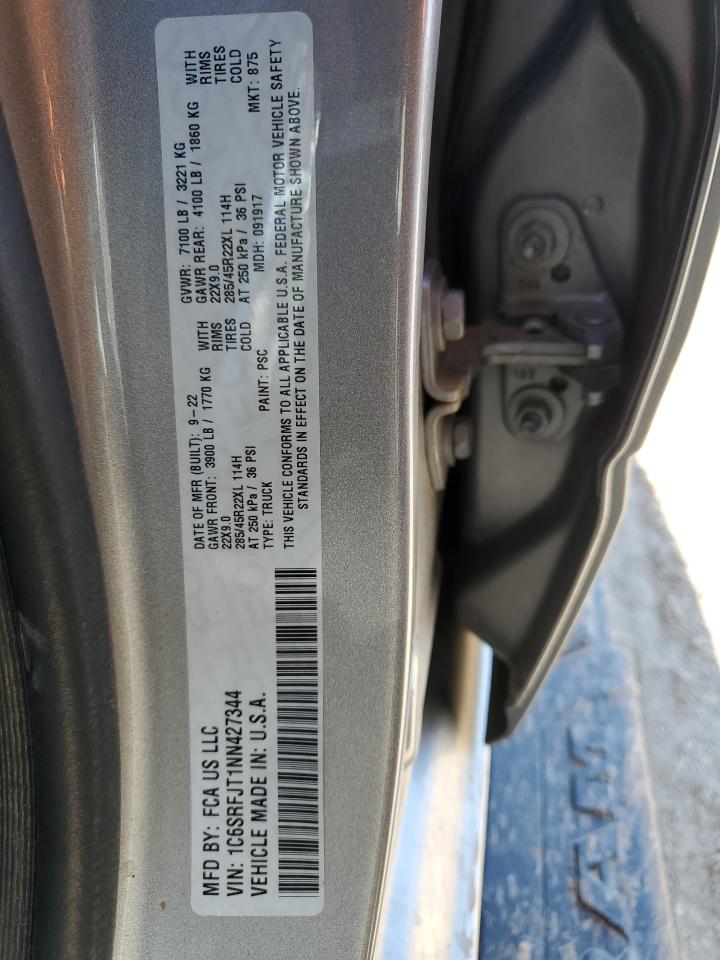 MFD BY: FCA US LLC
VIN: 1C6SRFJT1NN427344
VEHICLE MADE IN: U.S.A.
DATE OF MFR (BUILT): 9-22
GVWR: 7100 LB / 3221 KG
GAWR FRONT: 3900 LB / 1770 KG WITH
GAWR REAR: 4100 LB / 1860 KG WITH
22X9.0 RIMS
22X9.0 RIMS
285/45R22XL 114H TIRES
285/45R22XL 114H TIRES
AT 250 kPa / 36 PSI COLD
AT 250 kPa / 36 PSI COLD
TYPE: TRUCK PAINT: PSC MDH: 091917 MKT: 875
THIS VEHICLE CONFORMS TO ALL APPLICABLE U.S.A. FEDERAL MOTOR VEHICLE SAFETY
STANDARDS IN EFFECT ON THE DATE OF MANUFACTURE SHOWN ABOVE.